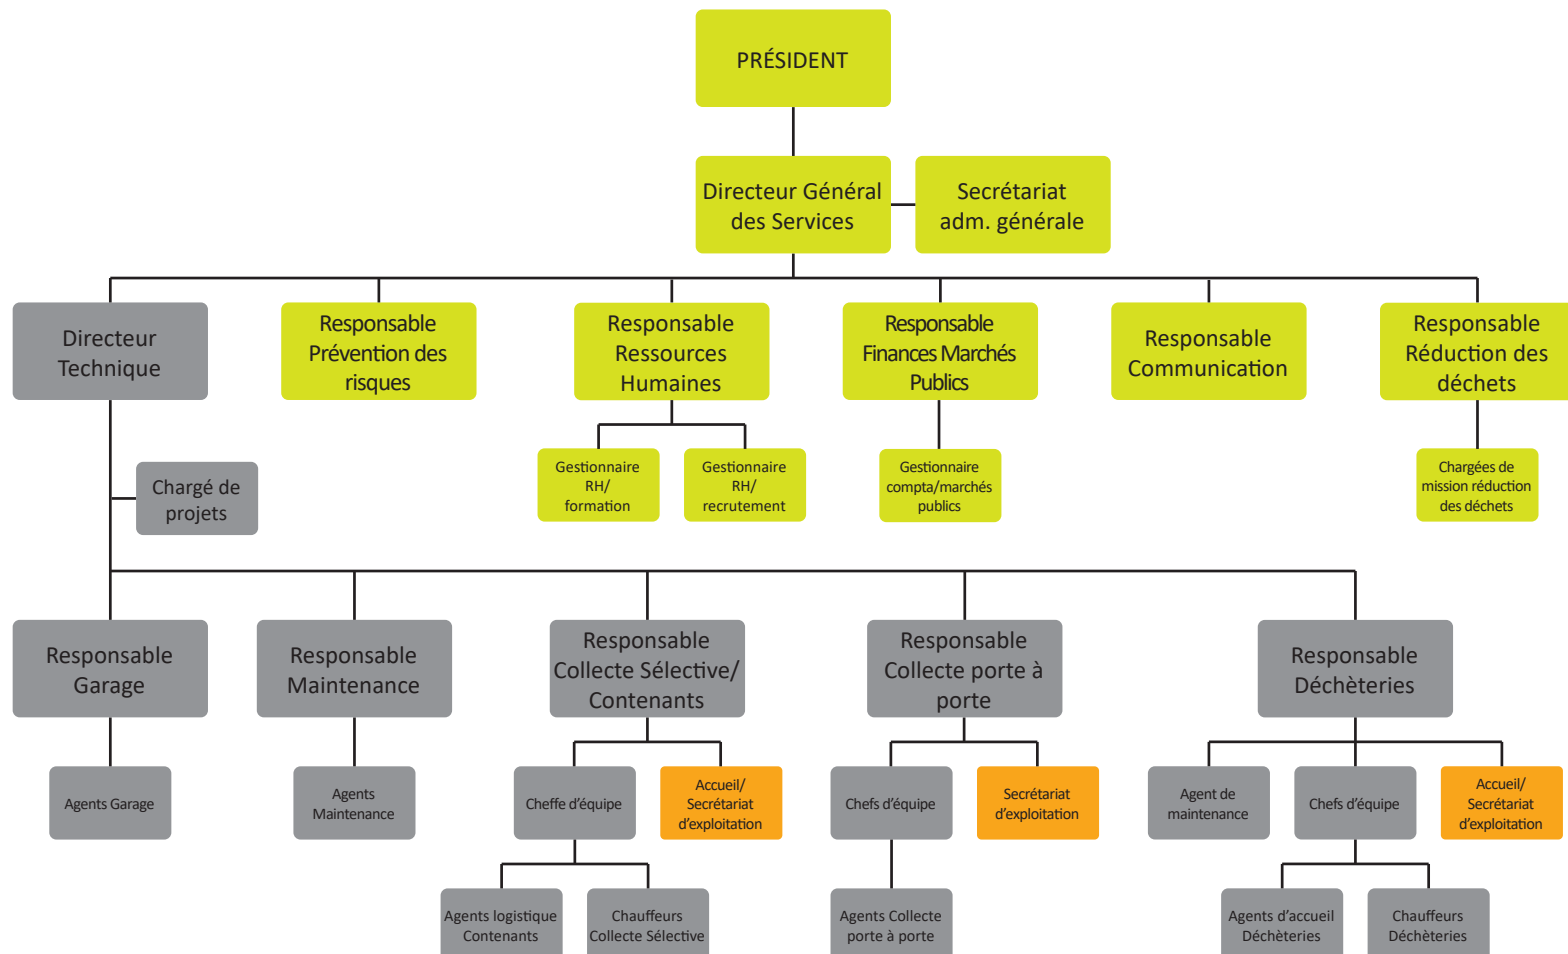 PRÉSIDENT
Directeur Général
des Services
Secrétariat
adm. générale
Directeur
Technique
Responsable
Prévention des
risques
Responsable
Ressources
Humaines
Responsable
Finances Marchés
Publics
Responsable
Communication
Responsable
Réduction des
déchets
Gestionnaire
RH/
formation
Gestionnaire
RH/
recrutement
Gestionnaire
compta/marchés
publics
Chargées de
mission réduction
des déchets
Chargé de
projets
Responsable
Garage
Responsable
Maintenance
Responsable
Collecte Sélective/
Contenants
Responsable
Collecte porte à
porte
Responsable
Déchèteries
Agents Garage
Agents
Maintenance
Cheffe d'équipe
Accueil/
Secrétariat
d'exploitation
Chefs d'équipe
Secrétariat
d'exploitation
Agent de
maintenance
Chefs d'équipe
Accueil/
Secrétariat
d'exploitation
Agents logistique
Contenants
Chauffeurs
Collecte Sélective
Agents Collecte
porte à porte
Agents d'accueil
Déchèteries
Chauffeurs
Déchèteries